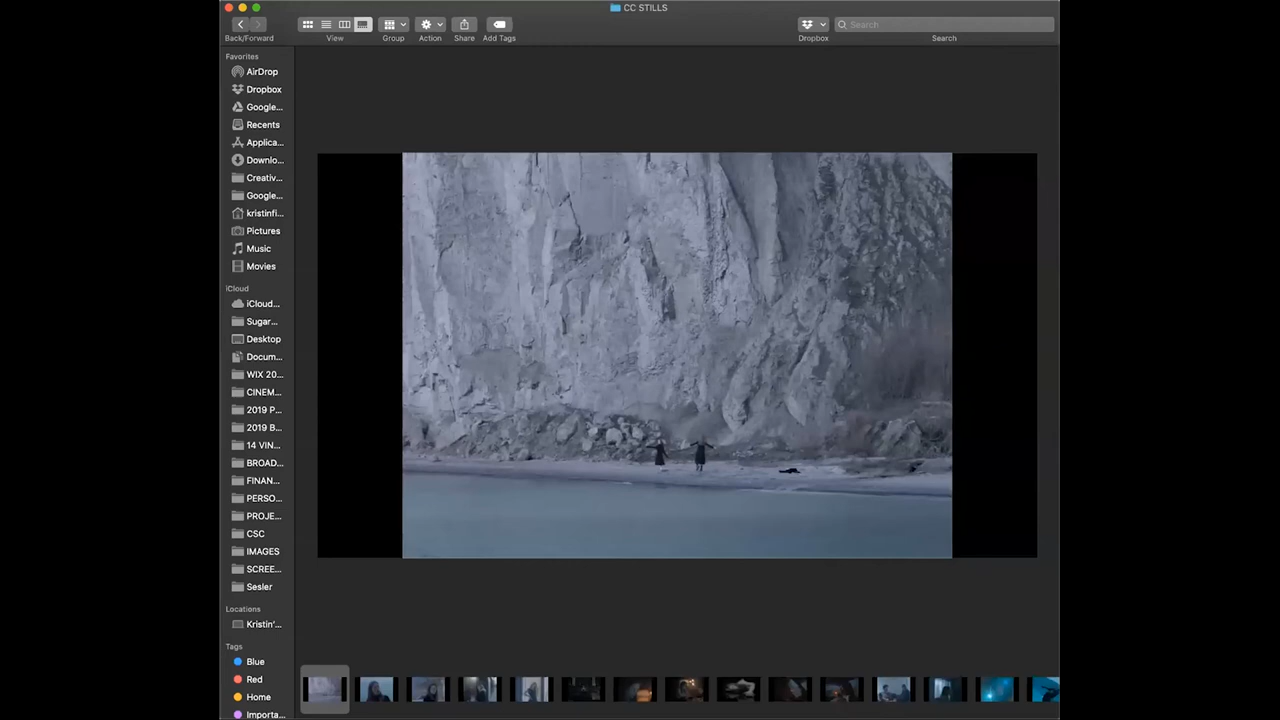 CC STILLS
Search
Back/Forward
View
Group
Action
Share
Add Tags
Dropbox
Search
Favorites
AirDrop
Dropbox
Google...
Recents
Applica...
Downlo...
Creativ...
Google...
kristinfi...
Pictures
Music
Movies
iCloud
iCloud...
Sugar...
Desktop
Docum...
WIX 20...
CINEM...
2019 P...
2019 B...
14 VIN...
BROAD...
FINAN...
PERSO...
PROJE...
CSC
IMAGES
SCREE...
Sesler
Locations
Kristin'...
Tags
Blue
Red
Home
Importa...